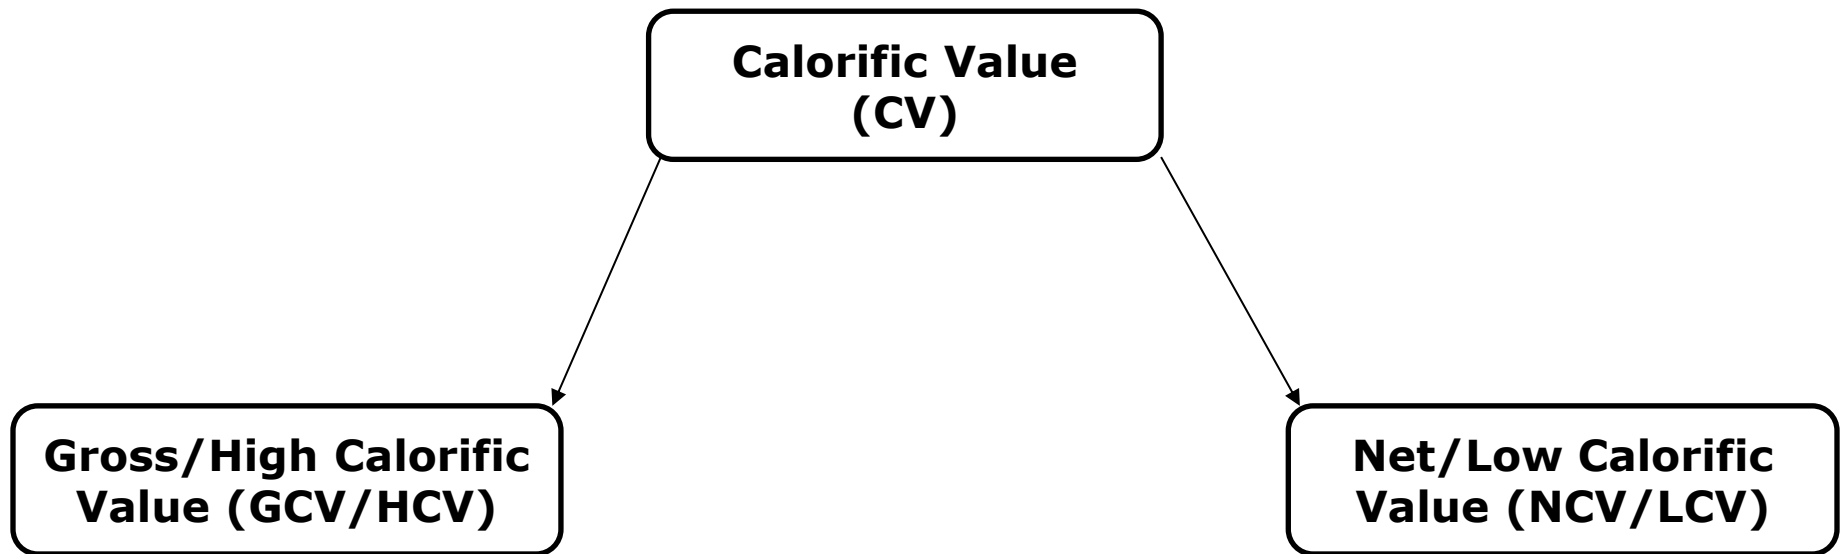 Calorific Value
(CV)
Gross/High Calorific
Value (GCV/HCV)
Net/Low Calorific
Value (NCV/LCV)